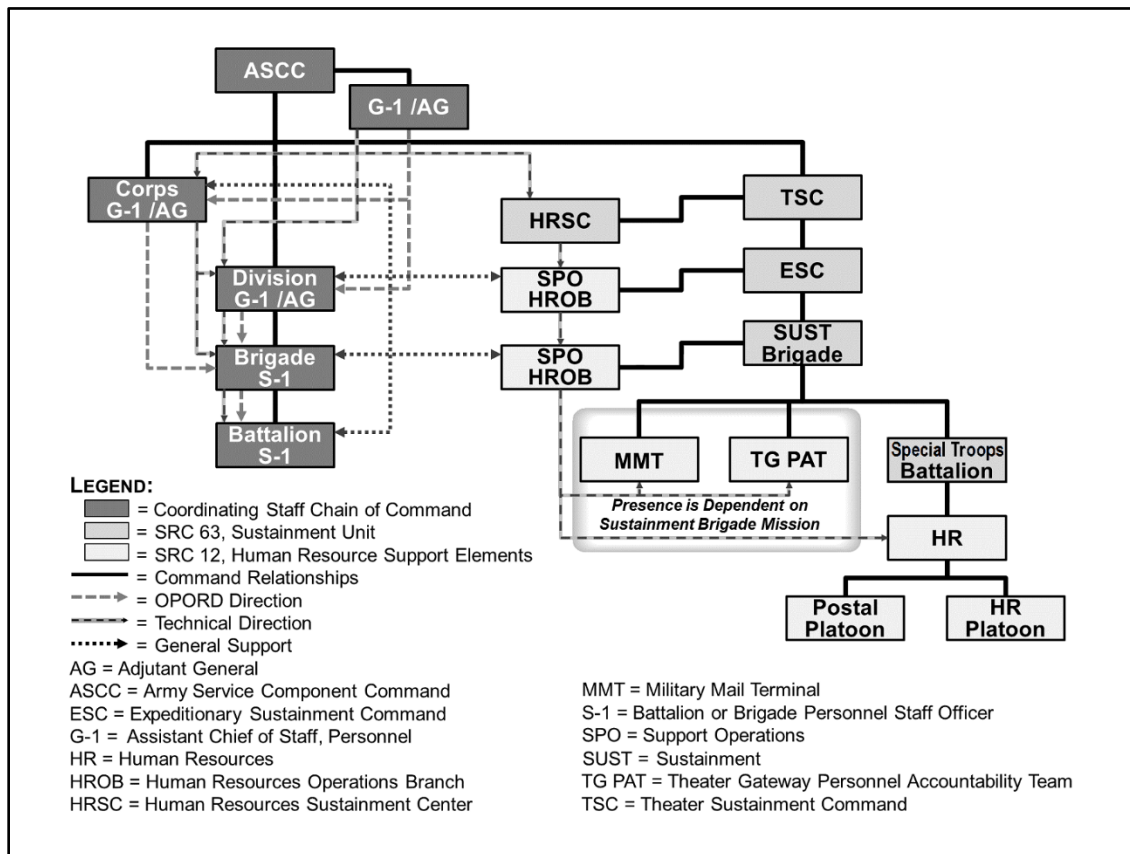 ASCC
G-1 /AG
Corps
G-1 /AG
TSC
HRSC
ESC
Division
G-1 /AG
SPO
HROB
SUST
Brigade
Brigade
S-1
SPO
HROB
Battalion
S-1
MMT
TG PAT
Special Troops
Battalion
Presence is Dependent on
Sustainment Brigade Mission
HR
Postal
Platoon
HR
Platoon
LEGEND:
= Coordinating Staff Chain of Command
= SRC 63, Sustainment Unit
= SRC 12, Human Resource Support Elements
= Command Relationships
= OPORD Direction
= Technical Direction
= General Support
AG = Adjutant General
ASCC = Army Service Component Command
ESC = Expeditionary Sustainment Command
G-1 = Assistant Chief of Staff, Personnel
HR = Human Resources
HROB = Human Resources Operations Branch
HRSC = Human Resources Sustainment Center
MMT = Military Mail Terminal
S-1 = Battalion or Brigade Personnel Staff Officer
SPO = Support Operations
SUST = Sustainment
TG PAT = Theater Gateway Personnel Accountability Team
TSC = Theater Sustainment Command